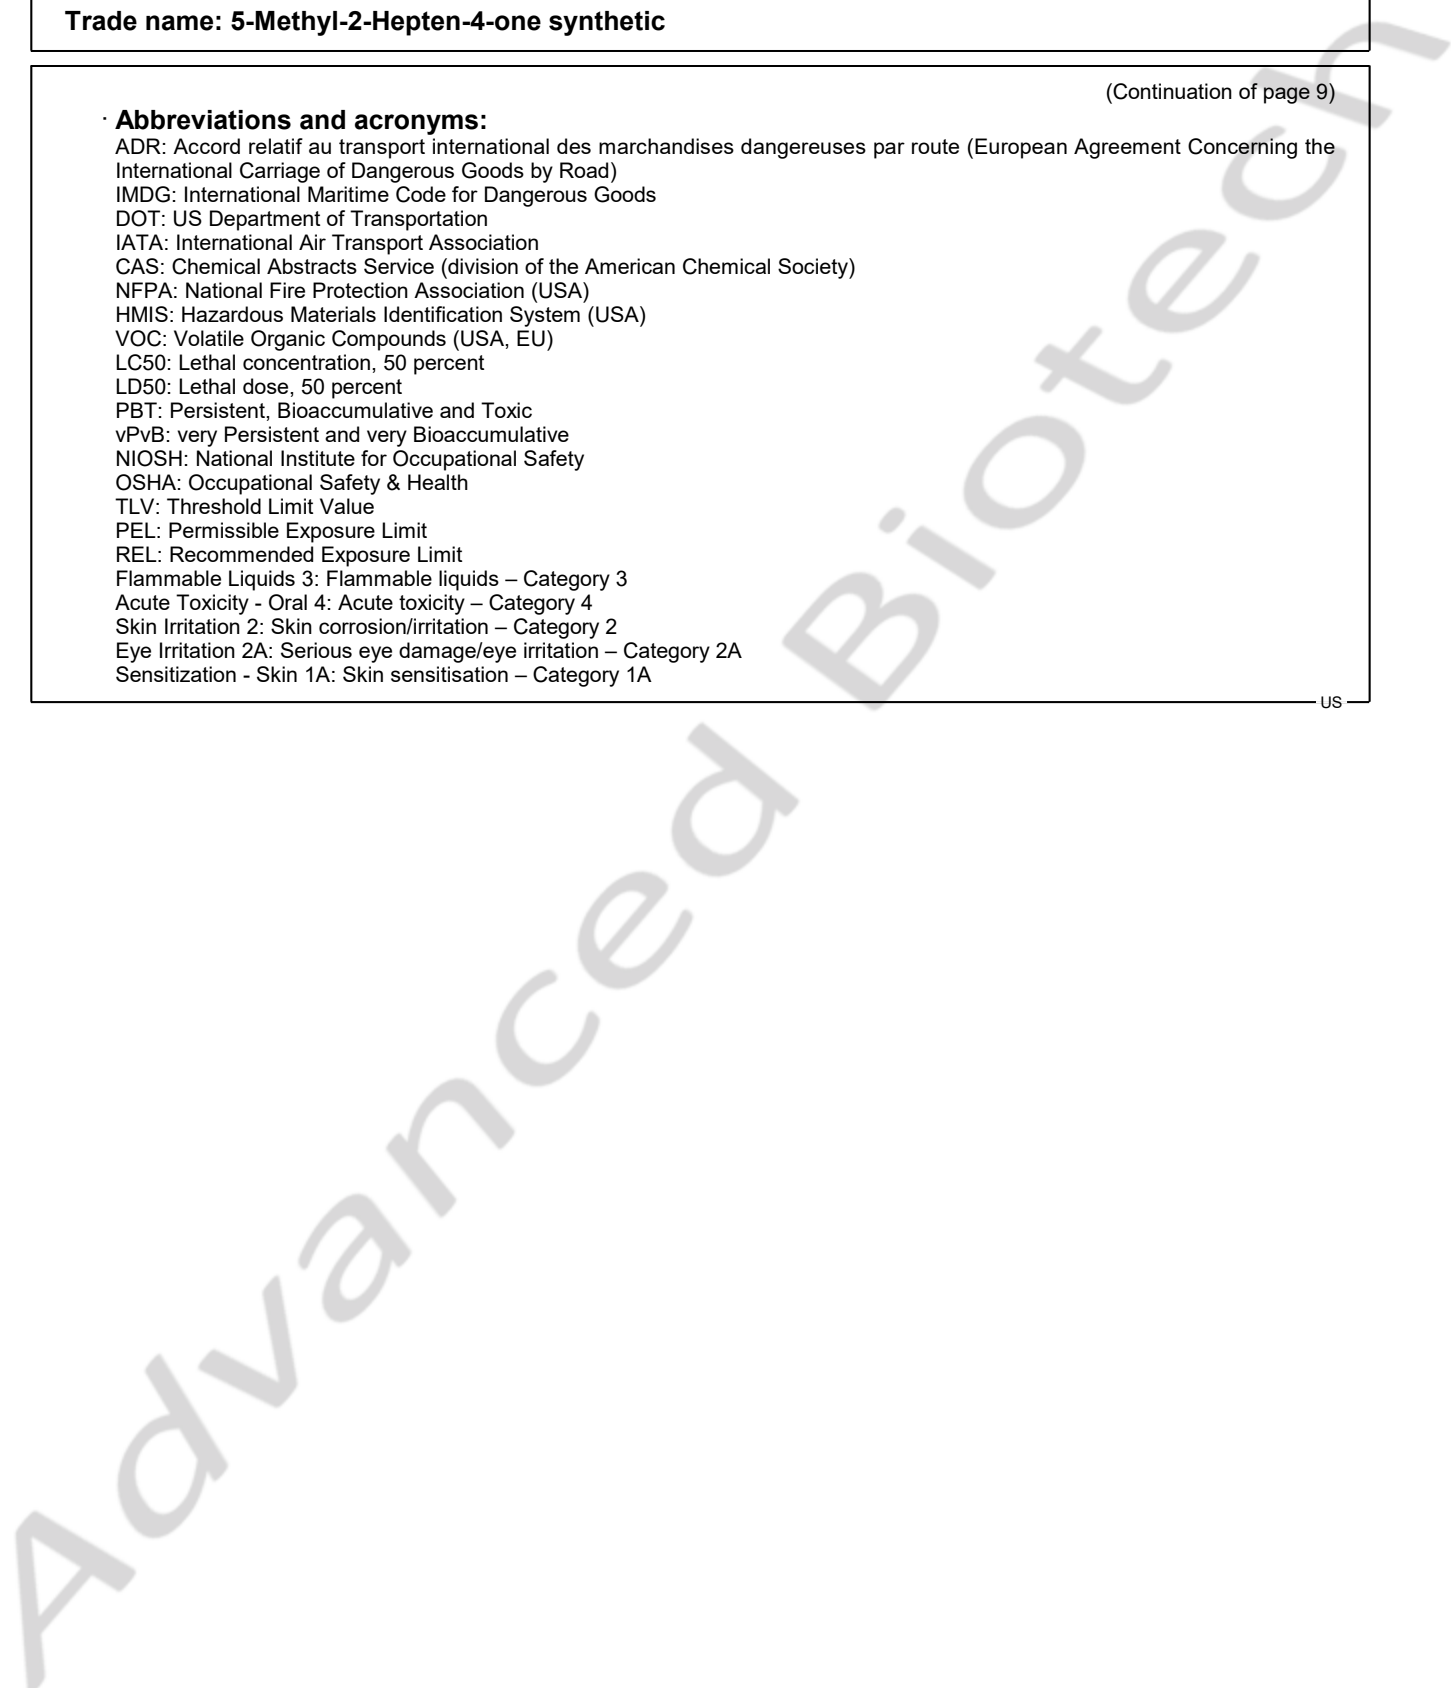 Trade name: 5-Methyl-2-Hepten-4-one synthetic
(Continuation of page 9)
· Abbreviations and acronyms:
ADR: Accord relatif au transport international des marchandises dangereuses par route (European Agreement Concerning the
International Carriage of Dangerous Goods by Road)
IMDG: International Maritime Code for Dangerous Goods
DOT: US Department of Transportation
IATA: International Air Transport Association
CAS: Chemical Abstracts Service (division of the American Chemical Society)
NFPA: National Fire Protection Association (USA)
HMIS: Hazardous Materials Identification System (USA)
VOC: Volatile Organic Compounds (USA, EU)
LC50: Lethal concentration, 50 percent
LD50: Lethal dose, 50 percent
PBT: Persistent, Bioaccumulative and Toxic
vPvB: very Persistent and very Bioaccumulative
NIOSH: National Institute for Occupational Safety
OSHA: Occupational Safety & Health
TLV: Threshold Limit Value
PEL: Permissible Exposure Limit
REL: Recommended Exposure Limit
Flammable Liquids 3: Flammable liquids – Category 3
Acute Toxicity - Oral 4: Acute toxicity – Category 4
Skin Irritation 2: Skin corrosion/irritation – Category 2
Eye Irritation 2A: Serious eye damage/eye irritation – Category 2A
Sensitization - Skin 1A: Skin sensitisation – Category 1A
US
Advanced Biotech